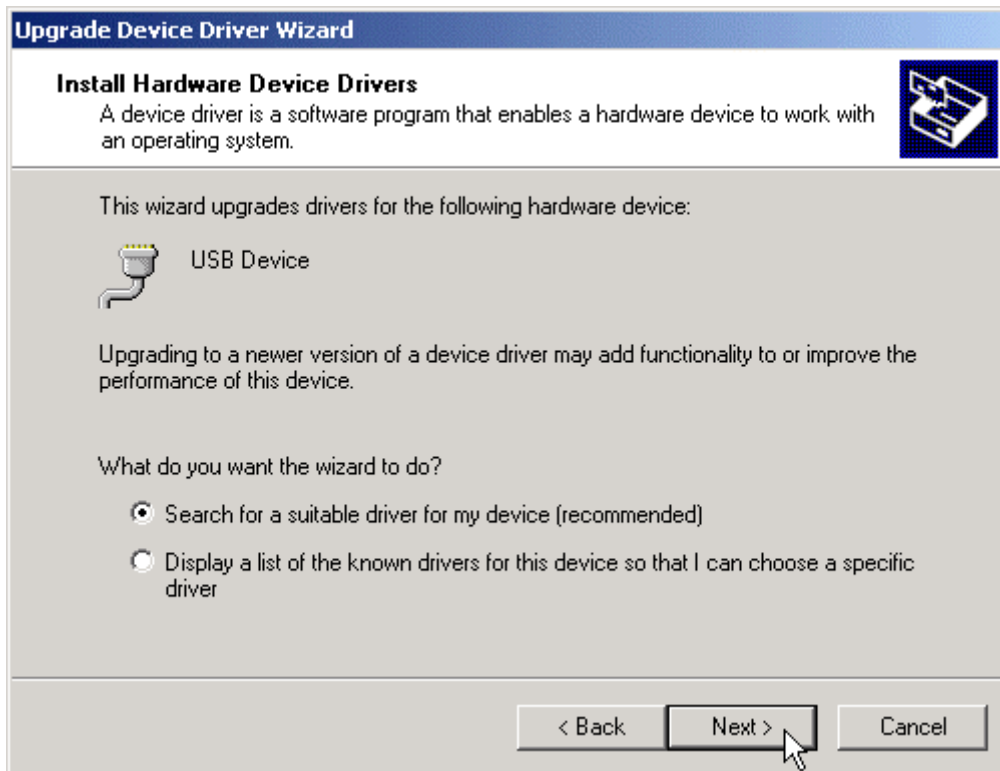 Upgrade Device Driver Wizard
Install Hardware Device Drivers
A device driver is a software program that enables a hardware device to work with
an operating system.
This wizard upgrades drivers for the following hardware device:
USB Device
Upgrading to a newer version of a device driver may add functionality to or improve the
performance of this device.
What do you want the wizard to do?
Search for a suitable driver for my device (recommended)
Display a list of the known drivers for this device so that I can choose a specific
driver
< Back
Next >
Cancel